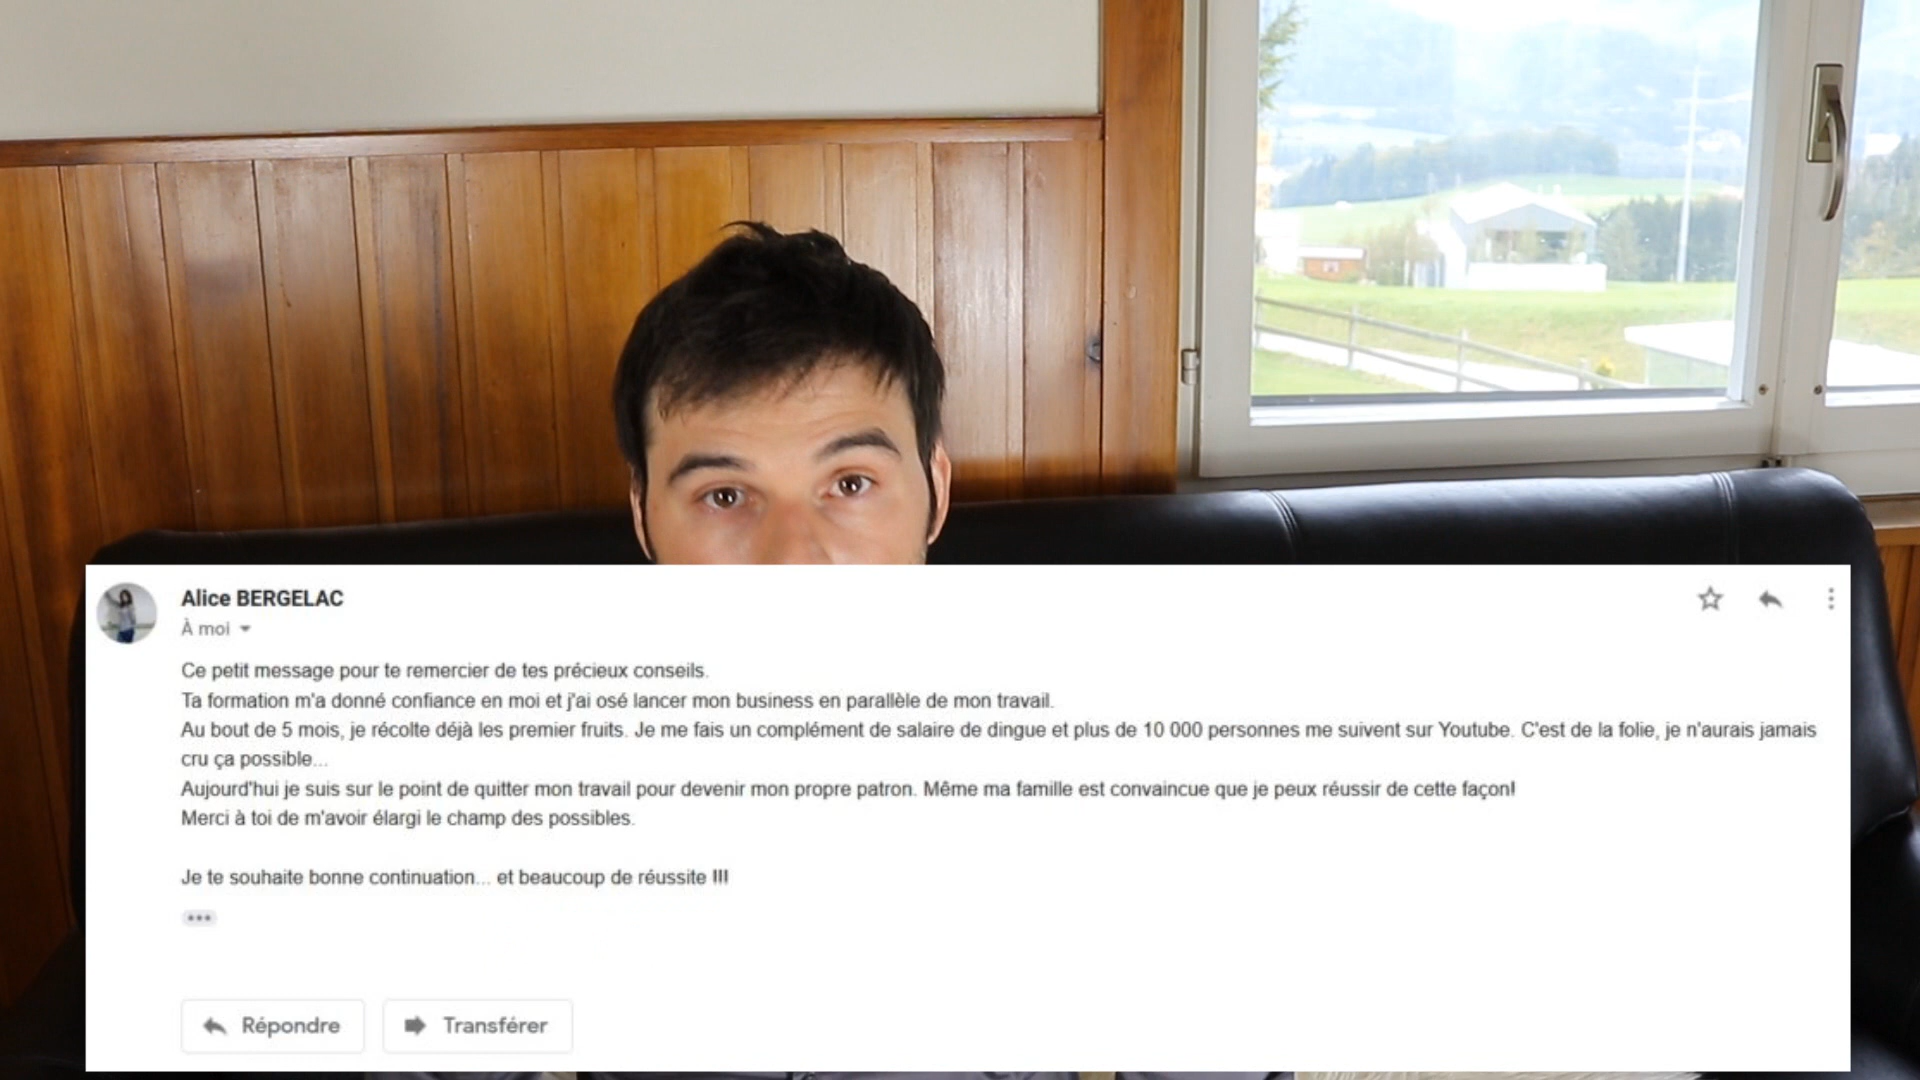 Alice BERGELAC
À moi
Ce petit message pour te remercier de tes précieux conseils.
Ta formation m'a donné confiance en moi et j'ai osé lancer mon business en parallèle de mon travail.
Au bout de 5 mois, je récolte déjà les premier fruits. Je me fais un complément de salaire de dingue et plus de 10 000 personnes me suivent sur Youtube. C'est de la folie, je n'aurais jamais
cru ça possible...
Aujourd'hui je suis sur le point de quitter mon travail pour devenir mon propre patron. Même ma famille est convaincue que je peux réussir de cette façon!
Merci à toi de m'avoir élargi le champ des possibles.
Je te souhaite bonne continuation... et beaucoup de réussite !!!
Répondre
Transférer